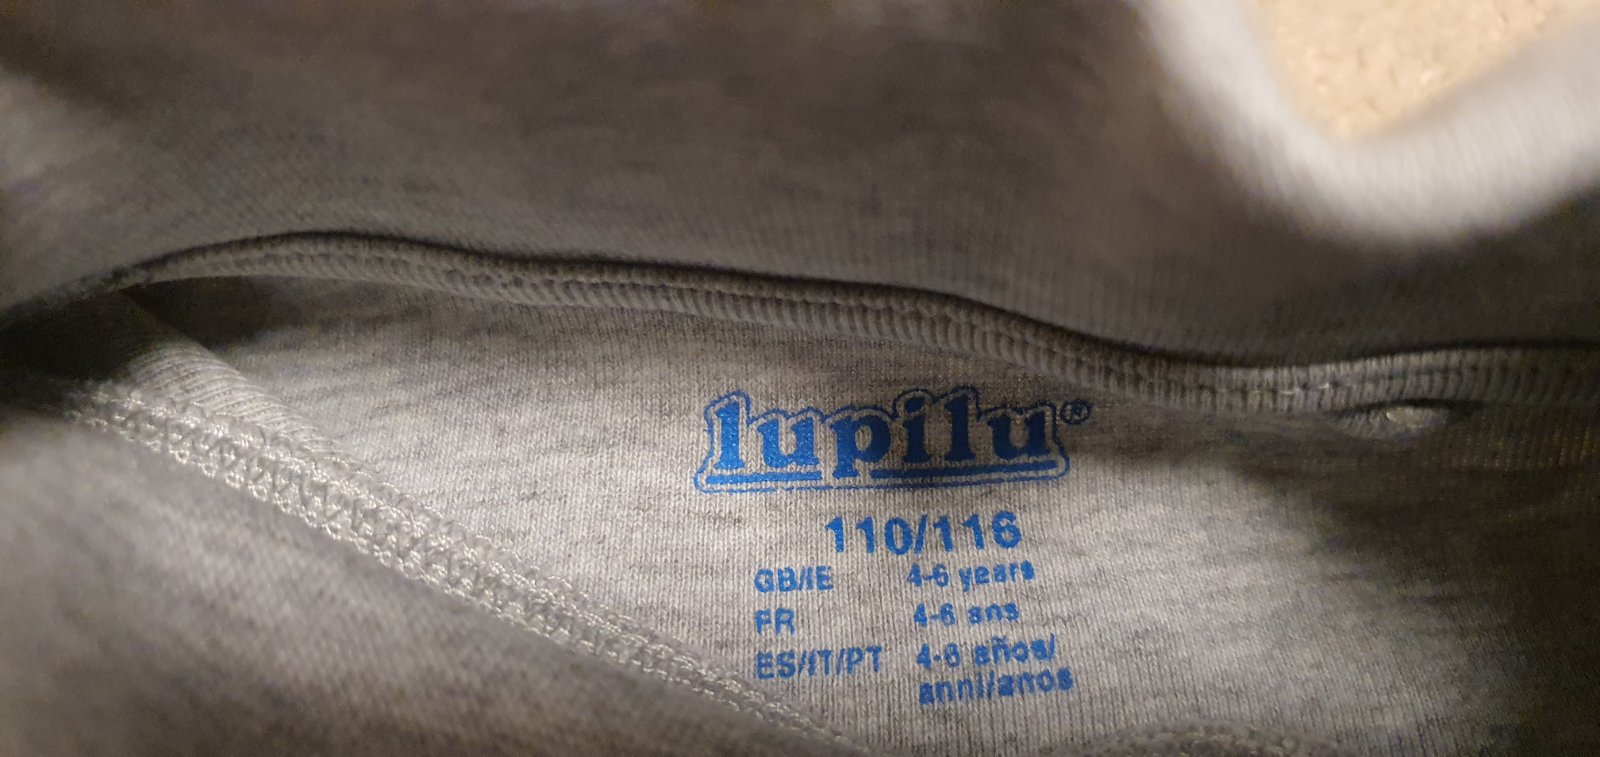 lupilu®
110/116
GB/IE 4-6 years
FR 4-6 ans
ES/IT/PT 4-6 años/
anni/anos